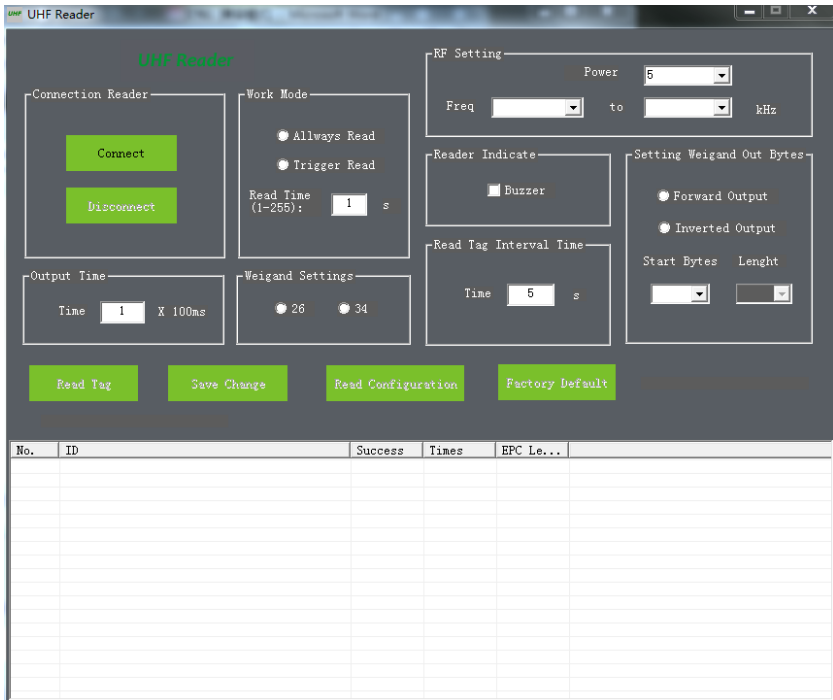 UHF UHF Reader
UHF Reader
Connection Reader
Connect
Disconnect
Work Mode
Allways Read
Trigger Read
Read Time
(1-255): 1 s
RF Setting
Power 5
Freq to kHz
Reader Indicate
Buzzer
Setting Weigand Out Bytes
Forward Output
Inverted Output
Start Bytes Lenght
Read Tag Interval Time
Time 5 s
Output Time
Time 1 X 100ms
Weigand Settings
26 34
Read Tag Save Change Read Configuration Factory Default
No. ID Success Times EPC Le...